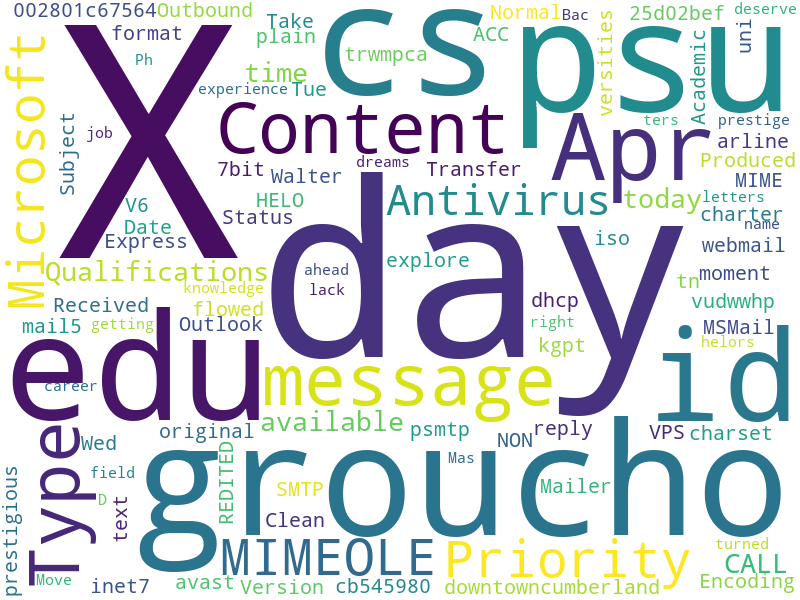 002801c67564
Outbound
Take
Normal
Bac
25d02bef
deserve
format
plain
cs
psu
ACC
versities
uni
Ph
X
trwmpca
Academic
time
experience
Tue
Microsoft
Subject
job
Content
Apr
ters
prestige
arline
dreams
Produced
7bit
Walter
Transfer
MIME
V6
HELO
Antivirus
today
letters
Date
Status
charter
name
Express
day
iso
webmail
Qualifications
ahead
explore
moment
knowledge
lack
tn
Received
flowed
dhcp
vudwwhp
mail5
getting
Outlook
right
MSMail
edu
kgpt
helors
id
career
message
available
original
psmtp
NON
reply
VPS
charset
Type
Wed
groucho
Mas
prestigious
field
REDITED
SMTP
Mailer
D
text
Clean
MIMEOLE
Priority
turned
CALL
Move
inet7
avast
Version
cb545980
downtowncumberland
Encoding